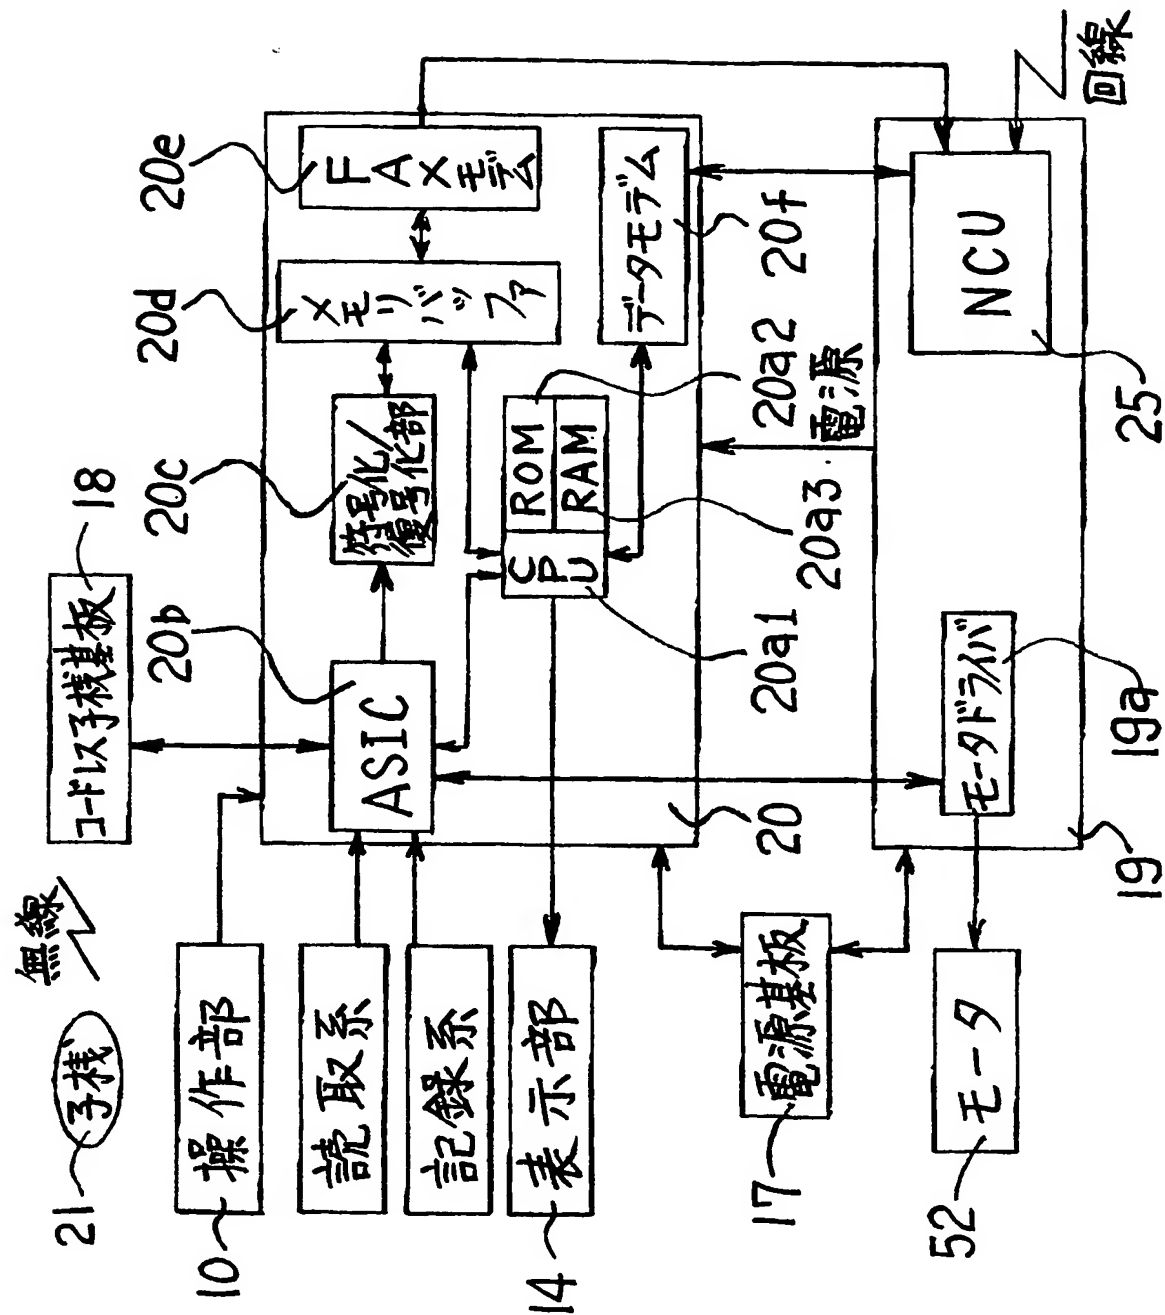 21
子桟
無線
コードレス子桟基板
18
10
操作部
20b
20c
20d
20e
読取系
記録系
ASIC
符号化/
復号化部
メモリバッファ
FAXモデム
14
表示部
CPU
ROM
RAM
データモデム
20
20a1
20a3
20a2
20f
17
電源基板
電源
52
モータ
モータドライバ
NCU
19
19a
25
回線